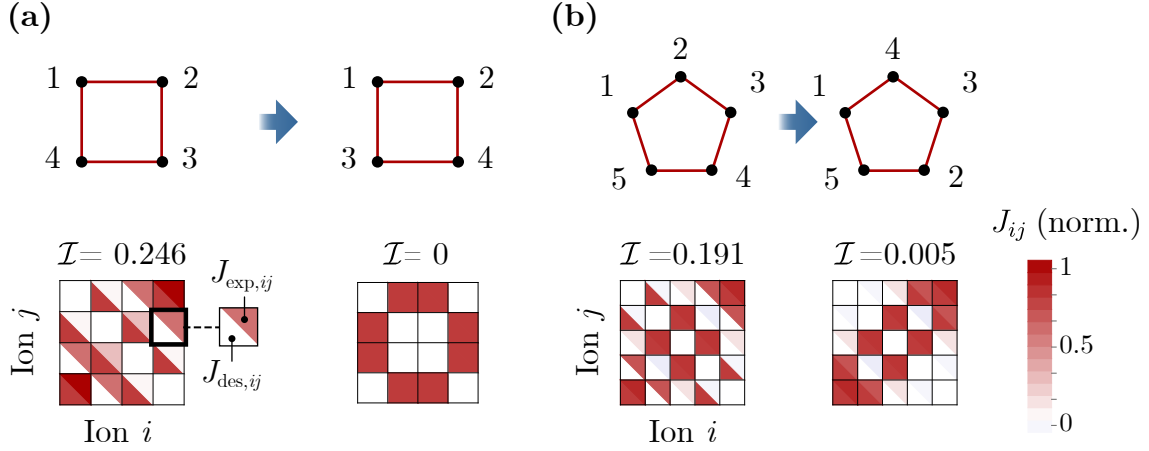 (a)
(b)
1 2
4 3
1 2
3 4
2
1 3
5 4
4
1 3
5 2
ℐ = 0.246
J_exp,ij
J_des,ij
Ion j
Ion i
ℐ = 0
ℐ =0.191
Ion j
Ion i
ℐ =0.005
J_ij (norm.)
1
0.5
0